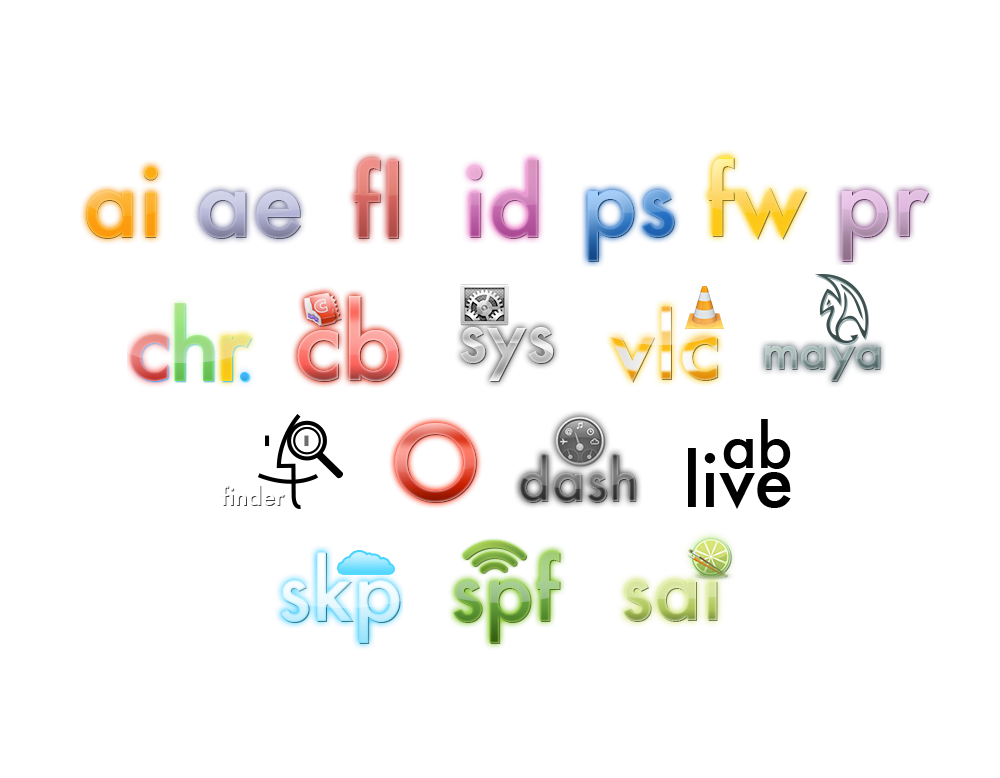 ai ae fl id ps fw pr
chr. cb sys vlc maya
finder O dash ab live
skp spf sai